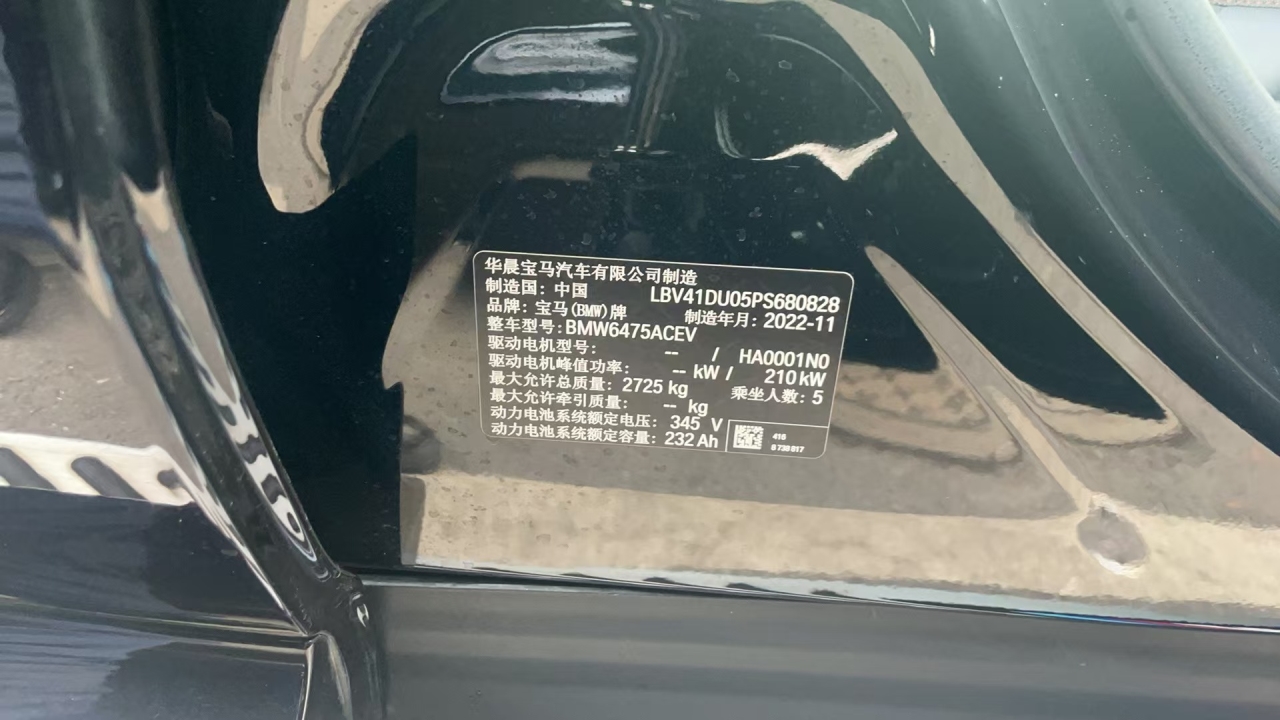 华晨宝马汽车有限公司制造
制造国: 中国 LBV41DU05PS680828
品牌: 宝马(BMW)牌 制造年月: 2022-11
整车型号: BMW6475ACEV
驱动电机型号: -- / HA0001N0
驱动电机峰值功率: -- kW / 210 kW
最大允许总质量: 2725 kg 乘坐人数: 5
最大允许牵引质量: -- kg
动力电池系统额定电压: 345 V
动力电池系统额定容量: 232 Ah
416
6 730 817